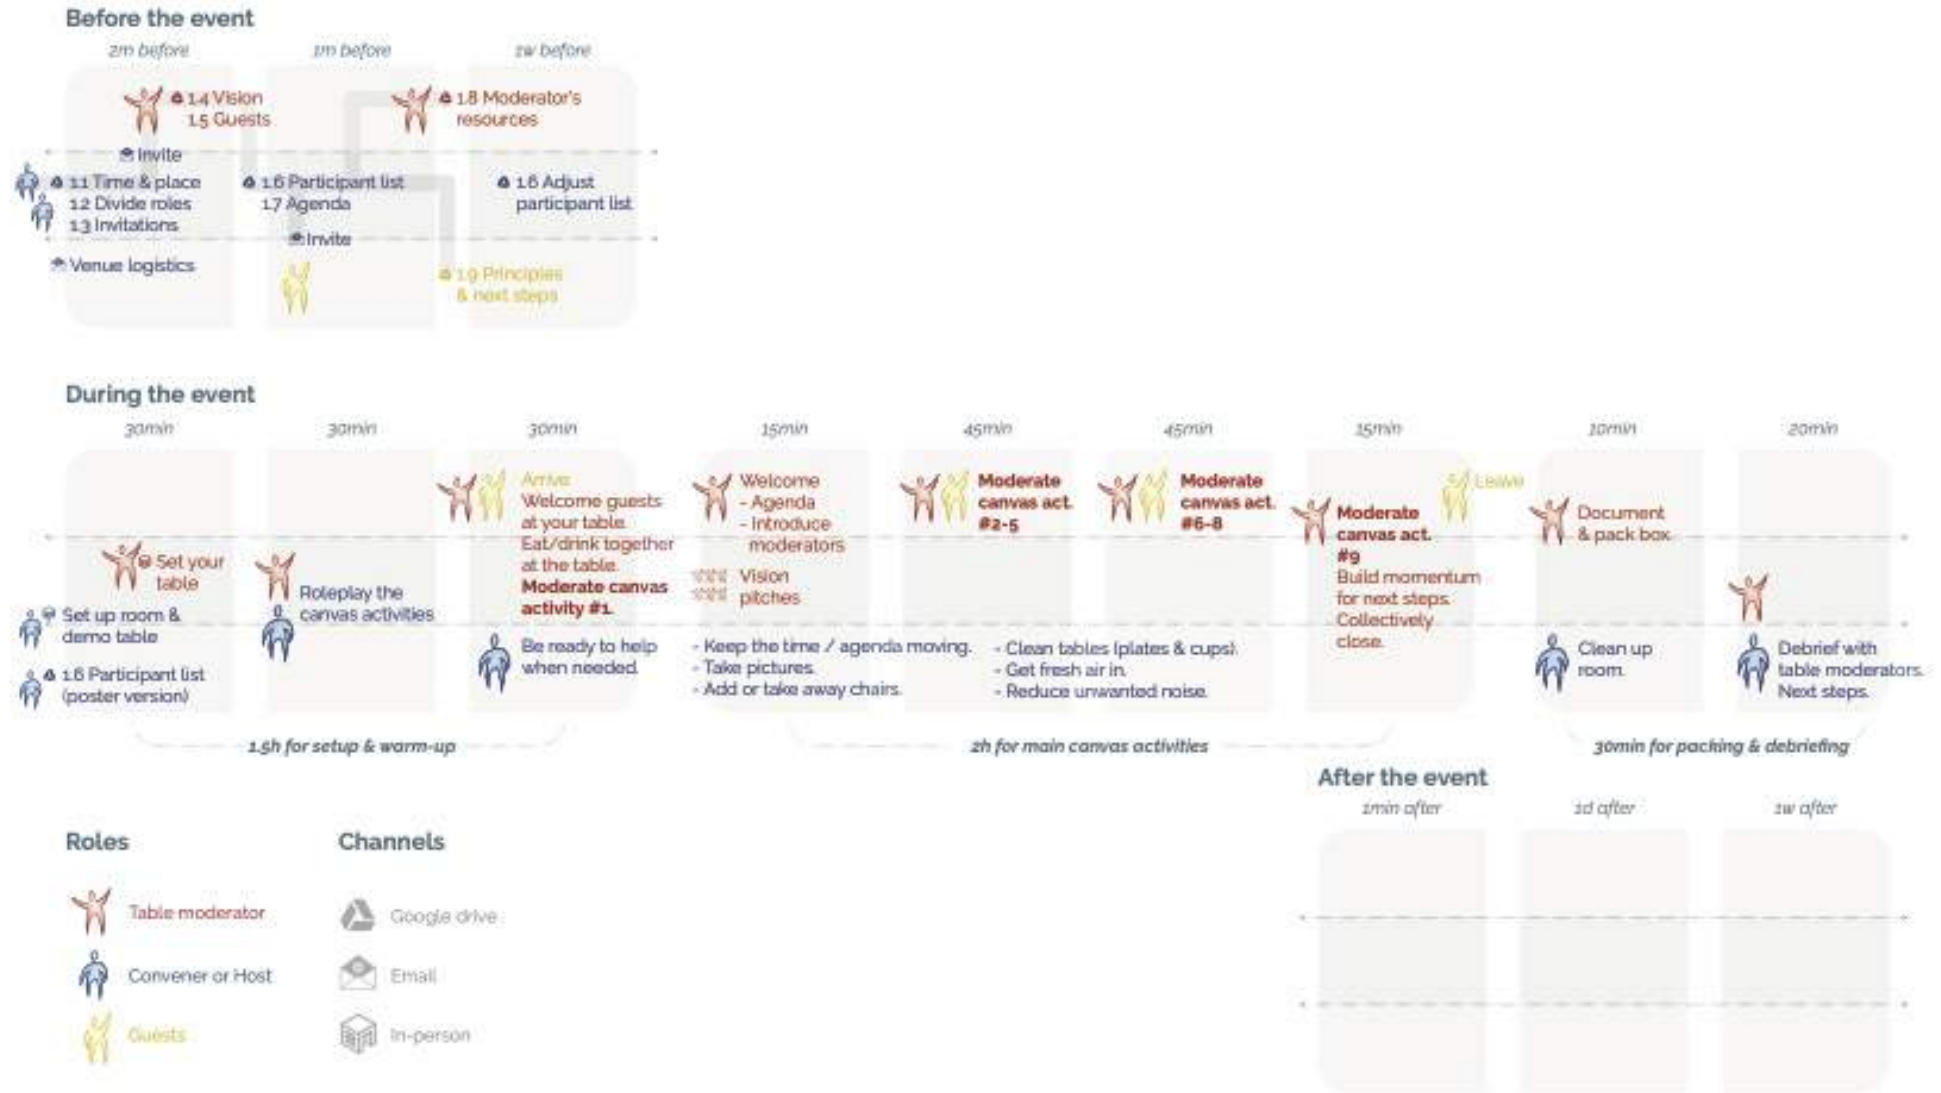 Before the event
2m before
1m before
1w before
1.4 Vision
1.5 Guests
1.8 Moderator's
resources
Invite
1.1 Time & place
1.2 Divide roles
1.3 Invitations
1.6 Participant list
1.7 Agenda
1.6 Adjust
participant list
Invite
Venue logistics
1.9 Principles
& next steps
During the event
30min
30min
30min
15min
45min
45min
15min
10min
20min
Set your
table
Set up room &
demo table
1.6 Participant list
(poster version)
Roleplay the
canvas activities
Arrive
Welcome guests
at your table.
Eat/drink together
at the table.
Moderate canvas
activity #1.
Be ready to help
when needed.
Welcome
- Agenda
- Introduce
moderators
Vision
pitches
- Keep the time / agenda moving.
- Take pictures.
- Add or take away chairs.
Moderate
canvas act.
#2-5
- Clean tables (plates & cups).
- Get fresh air in.
- Reduce unwanted noise.
Moderate
canvas act.
#6-8
Moderate
canvas act.
#9
Build momentum
for next steps.
Collectively
close.
Leave
Document
& pack box.
Clean up
room.
Debrief with
table moderators.
Next steps.
1.5h for setup & warm-up
2h for main canvas activities
30min for packing & debriefing
After the event
1min after
1d after
1w after
Roles
Table moderator
Convener or Host
Guests
Channels
Google drive
Email
In-person